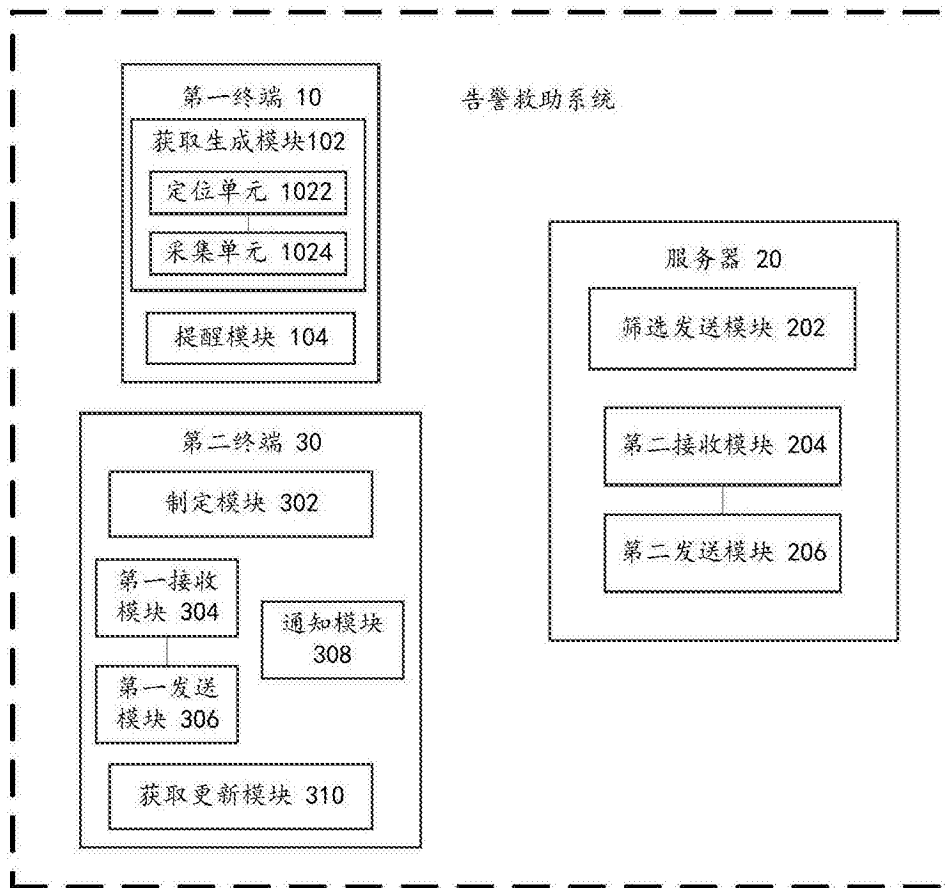 告警救助系统
第一终端 10
获取生成模块102
定位单元 1022
采集单元 1024
提醒模块 104
第二终端 30
制定模块 302
第一接收
模块 304
第一发送
模块 306
通知模块
308
获取更新模块 310
服务器 20
筛选发送模块 202
第二接收模块 204
第二发送模块 206